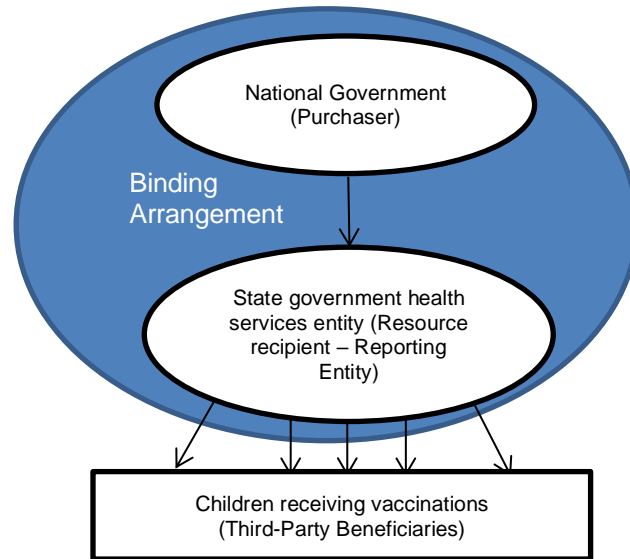 National Government
(Purchaser)
Binding
Arrangement
State government health
services entity (Resource
recipient – Reporting
Entity)
Children receiving vaccinations
(Third-Party Beneficiaries)